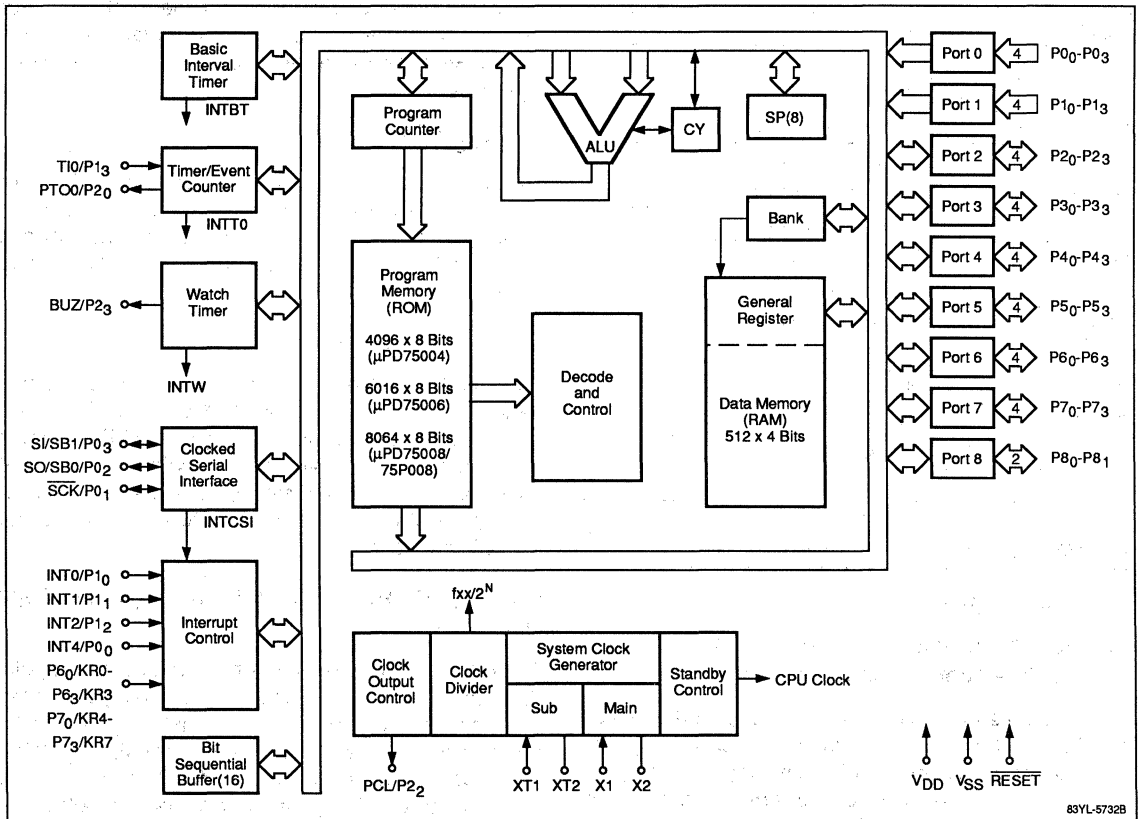 Basic
Interval
Timer
INTBT
TI0/P1₃
PTO0/P2₀
Timer/Event
Counter
INTT0
BUZ/P2₃
Watch
Timer
INTW
SI/SB1/P0₃
SO/SB0/P0₂
S̅C̅K̅/P0₁
Clocked
Serial
Interface
INTCSI
INT0/P1₀
INT1/P1₁
INT2/P1₂
INT4/P0₀
P6₀/KR0-
P6₃/KR3
P7₀/KR4-
P7₃/KR7
Interrupt
Control
Bit
Sequential
Buffer(16)
Program
Counter
ALU
CY
SP(8)
Bank
Program
Memory
(ROM)
4096 x 8 Bits
(µPD75004)
6016 x 8 Bits
(µPD75006)
8064 x 8 Bits
(µPD75008/
75P008)
Decode
and
Control
General
Register
Data Memory
(RAM)
512 x 4 Bits
Port 0 4 P0₀-P0₃
Port 1 4 P1₀-P1₃
Port 2 4 P2₀-P2₃
Port 3 4 P3₀-P3₃
Port 4 4 P4₀-P4₃
Port 5 4 P5₀-P5₃
Port 6 4 P6₀-P6₃
Port 7 4 P7₀-P7₃
Port 8 2 P8₀-P8₁
fxx/2ᴺ
Clock
Output
Control
Clock
Divider
System Clock
Generator
Sub
Main
Standby
Control
CPU Clock
PCL/P2₂
XT1
XT2
X1
X2
V_DD
V_SS
R̅E̅S̅E̅T̅
83YL-5732B